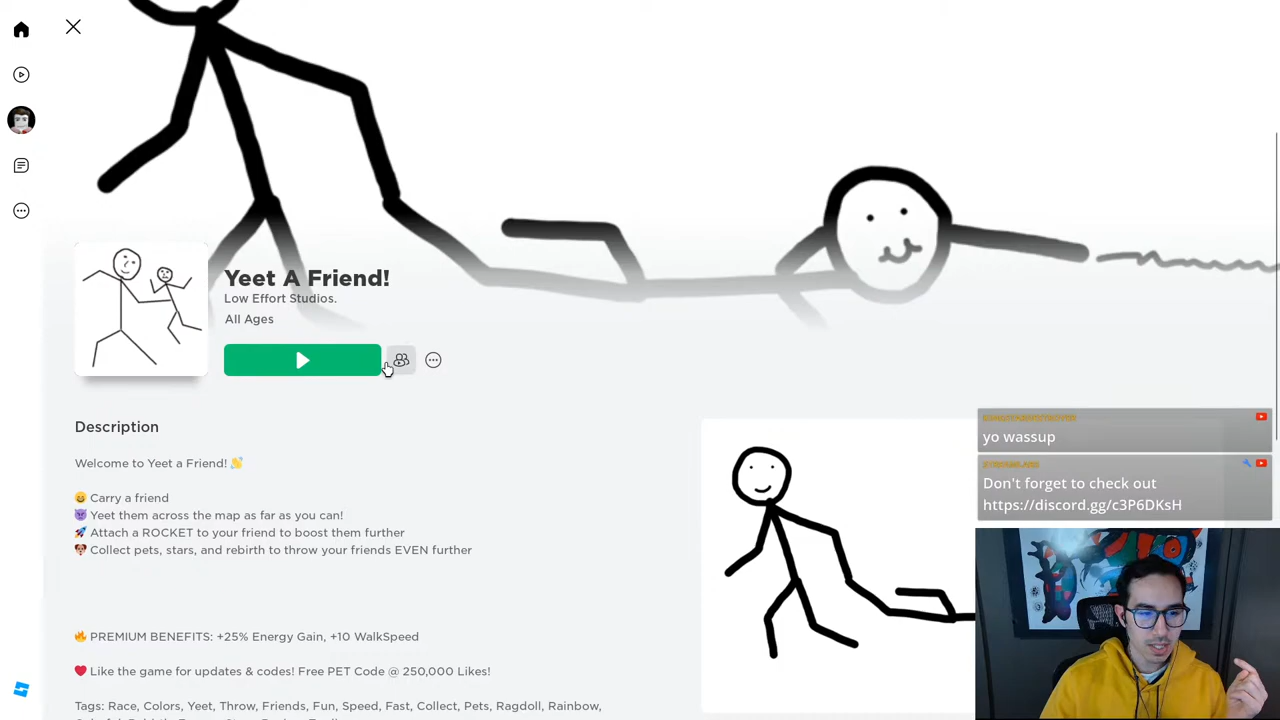 Yeet A Friend!
Low Effort Studios.
All Ages
Description
Welcome to Yeet a Friend! 👋
😄 Carry a friend
😈 Yeet them across the map as far as you can!
🚀 Attach a ROCKET to your friend to boost them further
🐶 Collect pets, stars, and rebirth to throw your friends EVEN further
🔥 PREMIUM BENEFITS: +25% Energy Gain, +10 WalkSpeed
❤️ Like the game for updates & codes! Free PET Code @ 250,000 Likes!
Tags: Race, Colors, Yeet, Throw, Friends, Fun, Speed, Fast, Collect, Pets, Ragdoll, Rainbow,
yo wassup
Don't forget to check out
https://discord.gg/c3P6DKsH